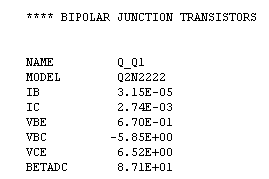 **** BIPOLAR JUNCTION TRANSISTORS
NAME Q_Q1
MODEL Q2N2222
IB 3.15E-05
IC 2.74E-03
VBE 6.70E-01
VBC -5.85E+00
VCE 6.52E+00
BETADC 8.71E+01